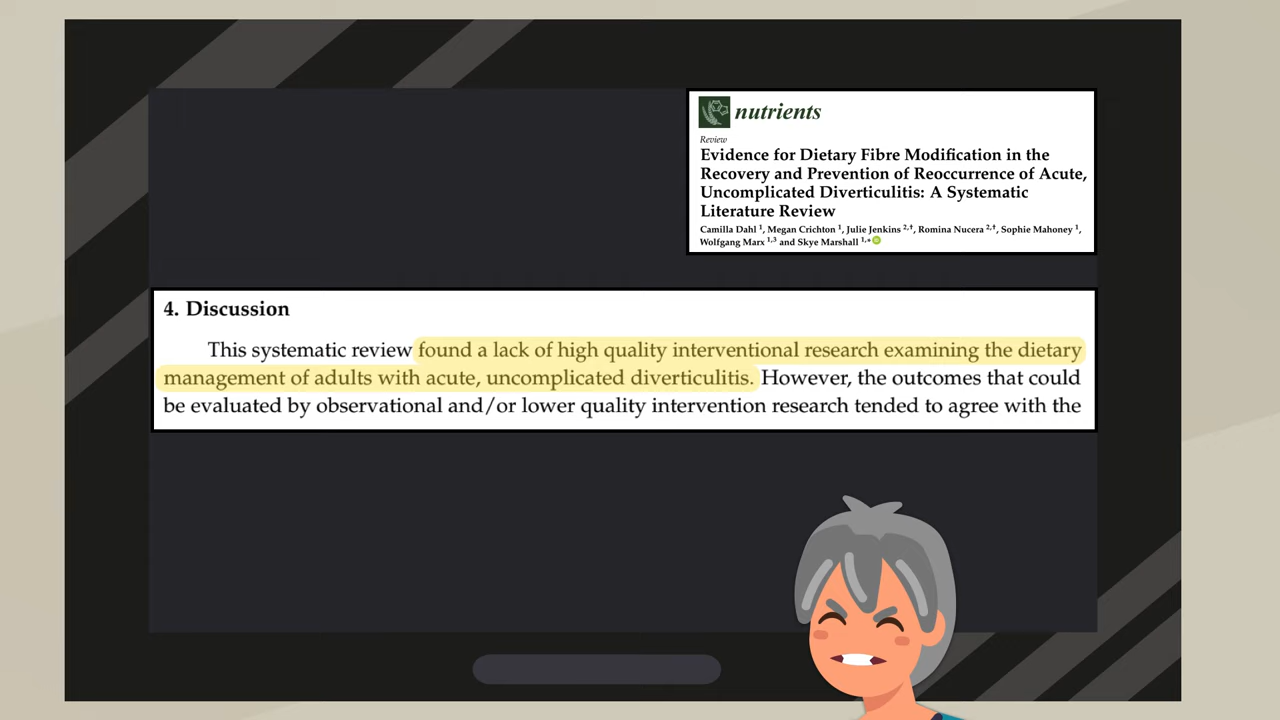 nutrients
Review
Evidence for Dietary Fibre Modification in the
Recovery and Prevention of Reoccurrence of Acute,
Uncomplicated Diverticulitis: A Systematic
Literature Review
Camilla Dahl 1, Megan Crichton 1, Julie Jenkins 2,†, Romina Nucera 2,†, Sophie Mahoney 1,
Wolfgang Marx 1,3 and Skye Marshall 1,*
4. Discussion
This systematic review found a lack of high quality interventional research examining the dietary
management of adults with acute, uncomplicated diverticulitis. However, the outcomes that could
be evaluated by observational and/or lower quality intervention research tended to agree with the